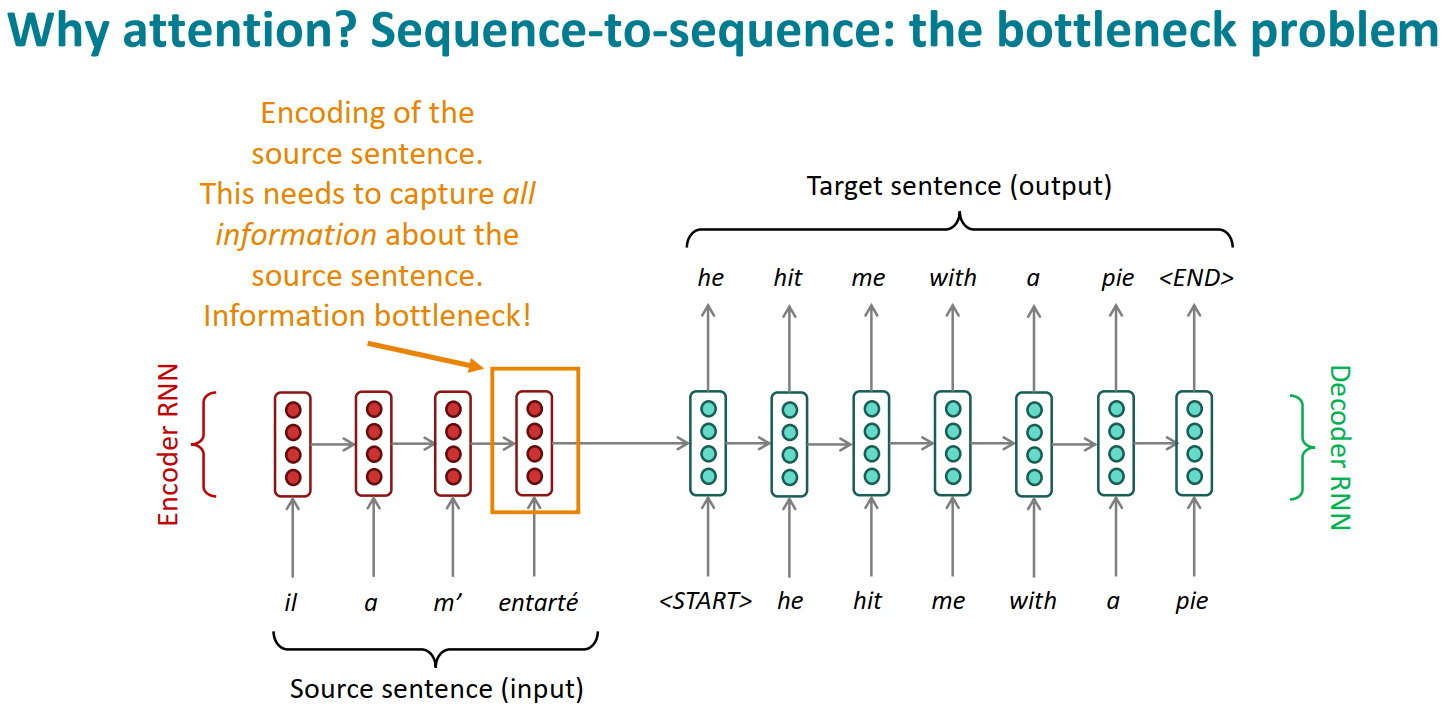 Why attention? Sequence-to-sequence: the bottleneck problem
Encoding of the
source sentence.
This needs to capture all
information about the
source sentence.
Information bottleneck!
Target sentence (output)
he hit me with a pie <END>
Encoder RNN
Decoder RNN
il a m’ entarté
<START> he hit me with a pie
Source sentence (input)